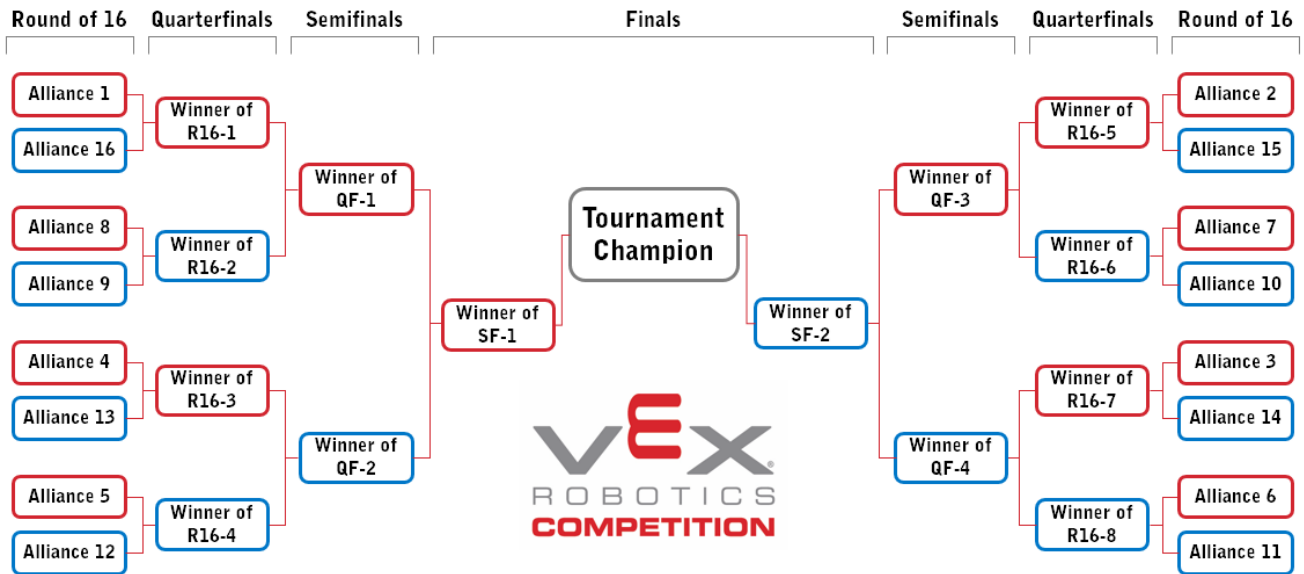 Round of 16
Quarterfinals
Semifinals
Finals
Semifinals
Quarterfinals
Round of 16
Alliance 1
Alliance 16
Alliance 8
Alliance 9
Alliance 4
Alliance 13
Alliance 5
Alliance 12
Winner of
R16-1
Winner of
R16-2
Winner of
R16-3
Winner of
R16-4
Winner of
QF-1
Winner of
QF-2
Winner of
SF-1
Tournament
Champion
Winner of
SF-2
Winner of
QF-3
Winner of
QF-4
Winner of
R16-5
Winner of
R16-6
Winner of
R16-7
Winner of
R16-8
Alliance 2
Alliance 15
Alliance 7
Alliance 10
Alliance 3
Alliance 14
Alliance 6
Alliance 11
VEX®
ROBOTICS
COMPETITION